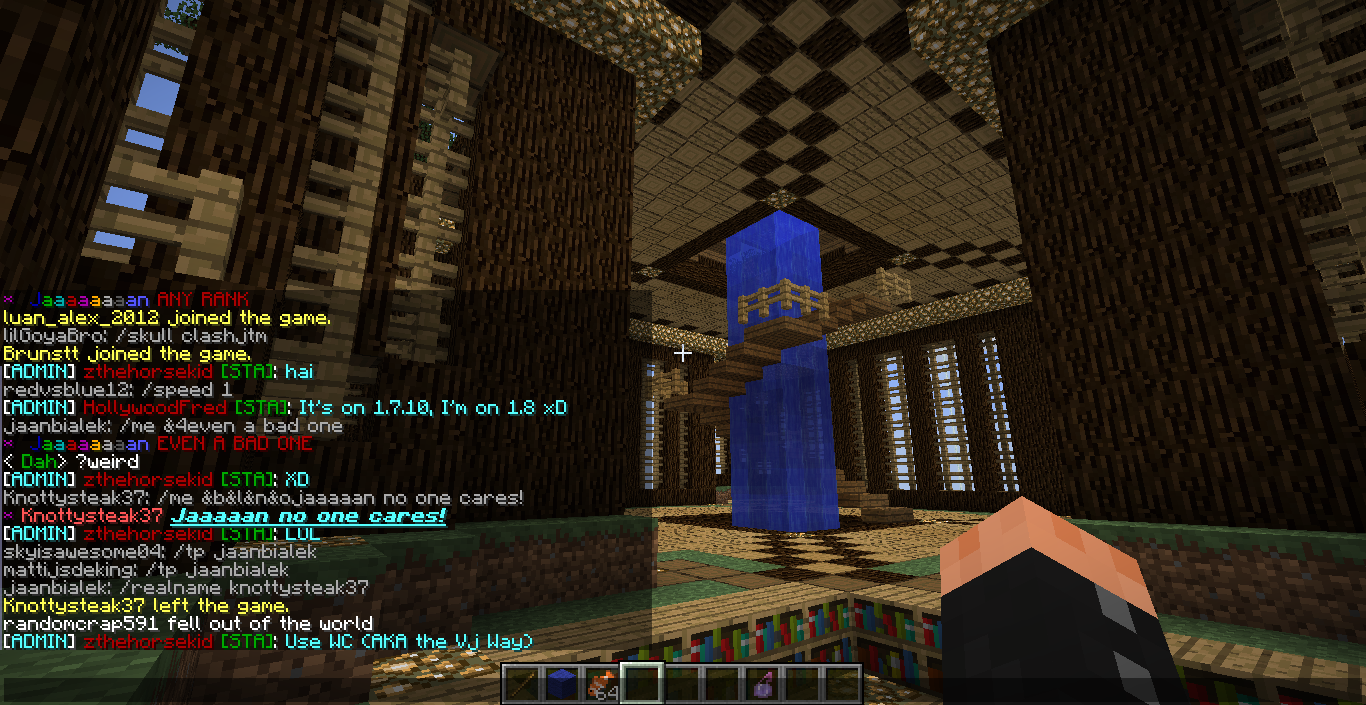 * Jaaaaaaaan ANY RANK
luan_alex_2012 joined the game.
lilGoyaBro: /skull clashjtm
Brunstt joined the game.
[ADMIN] zthehorsekid [STA]: hai
redvsblue12: /speed 1
[ADMIN] HollywoodFred [STA]: It's on 1.7.10, I'm on 1.8 xD
jaanbialek: /me &4even a bad one
* Jaaaaaaaan EVEN A BAD ONE
< Dah> ?weird
[ADMIN] zthehorsekid [STA]: XD
Knottysteak37: /me &b&l&n&ojaaaaan no one cares!
* Knottysteak37 Jaaaaan no one cares!
[ADMIN] zthehorsekid [STA]: LOL
skyisawesome04: /tp jaanbialek
mattijsdeking: /tp jaanbialek
jaanbialek: /realname knottysteak37
Knottysteak37 left the game.
randomcrap591 fell out of the world
[ADMIN] zthehorsekid [STA]: Use WC (AKA the Vj Way)
64